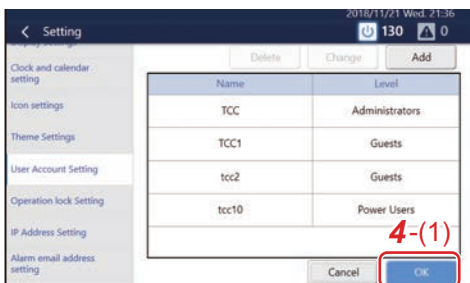 2018/11/21 Wed. 21:36
Setting
130
0
Display Settings
Delete
Change
Add
Clock and calendar
setting
Icon settings
Theme Settings
User Account Setting
Operation lock Setting
IP Address Setting
Alarm email address
setting
Name
Level
TCC
Administrators
TCC1
Guests
tcc2
Guests
tcc10
Power Users
4-(1)
Cancel
OK